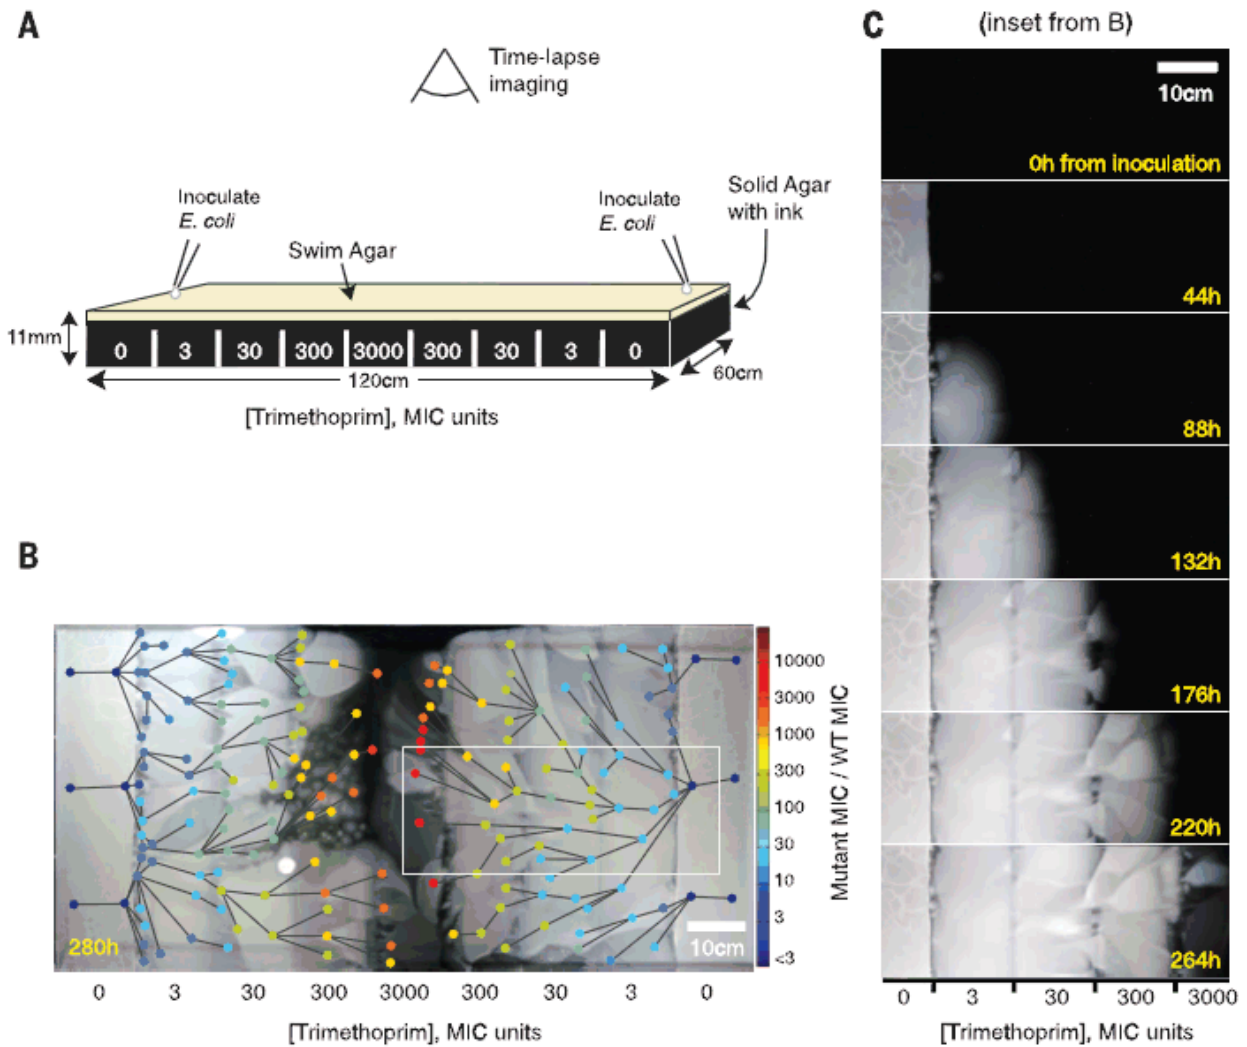 A
Time-lapse
imaging
Inoculate
E. coli
Inoculate
E. coli
Solid Agar
with ink
Swim Agar
11mm
0 3 30 300 3000 300 30 3 0
120cm
60cm
[Trimethoprim], MIC units
B
280h
10cm
10000
3000
1000
300
100
30
10
3
<3
Mutant MIC / WT MIC
0 3 30 300 3000 300 30 3 0
[Trimethoprim], MIC units
C
(inset from B)
10cm
0h from inoculation
44h
88h
132h
176h
220h
264h
0 3 30 300 3000
[Trimethoprim], MIC units